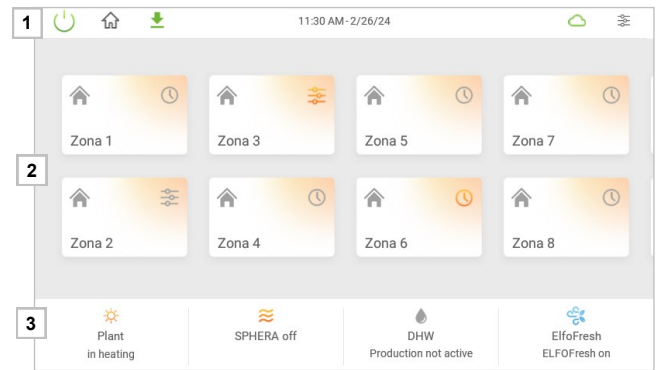 1
11:30 AM - 2/26/24
2
Zona 1
Zona 3
Zona 5
Zona 7
Zona 2
Zona 4
Zona 6
Zona 8
3
Plant
in heating
SPHERA off
DHW
Production not active
ElfoFresh
ELFOFresh on